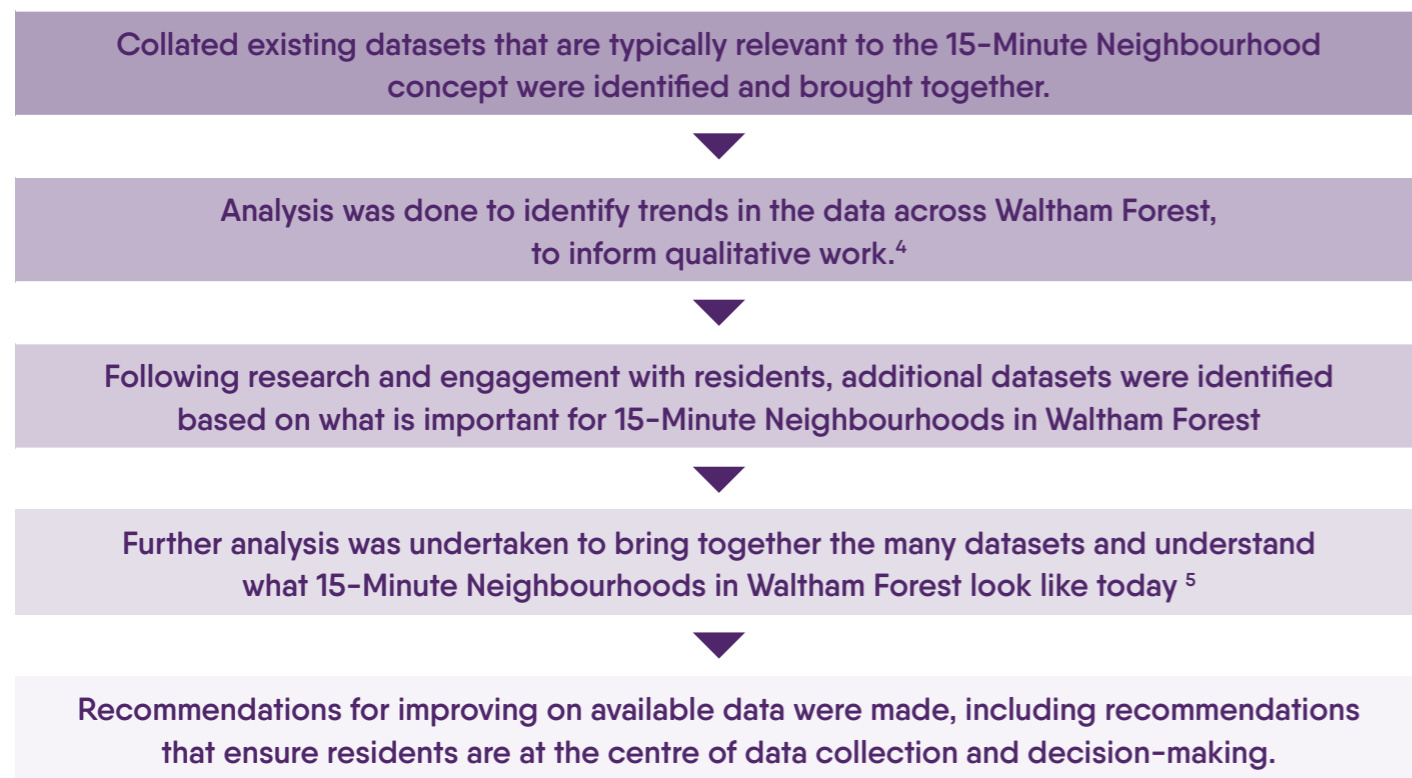 Collated existing datasets that are typically relevant to the 15-Minute Neighbourhood
concept were identified and brought together.
Analysis was done to identify trends in the data across Waltham Forest,
to inform qualitative work.⁴
Following research and engagement with residents, additional datasets were identified
based on what is important for 15-Minute Neighbourhoods in Waltham Forest
Further analysis was undertaken to bring together the many datasets and understand
what 15-Minute Neighbourhoods in Waltham Forest look like today ⁵
Recommendations for improving on available data were made, including recommendations
that ensure residents are at the centre of data collection and decision-making.